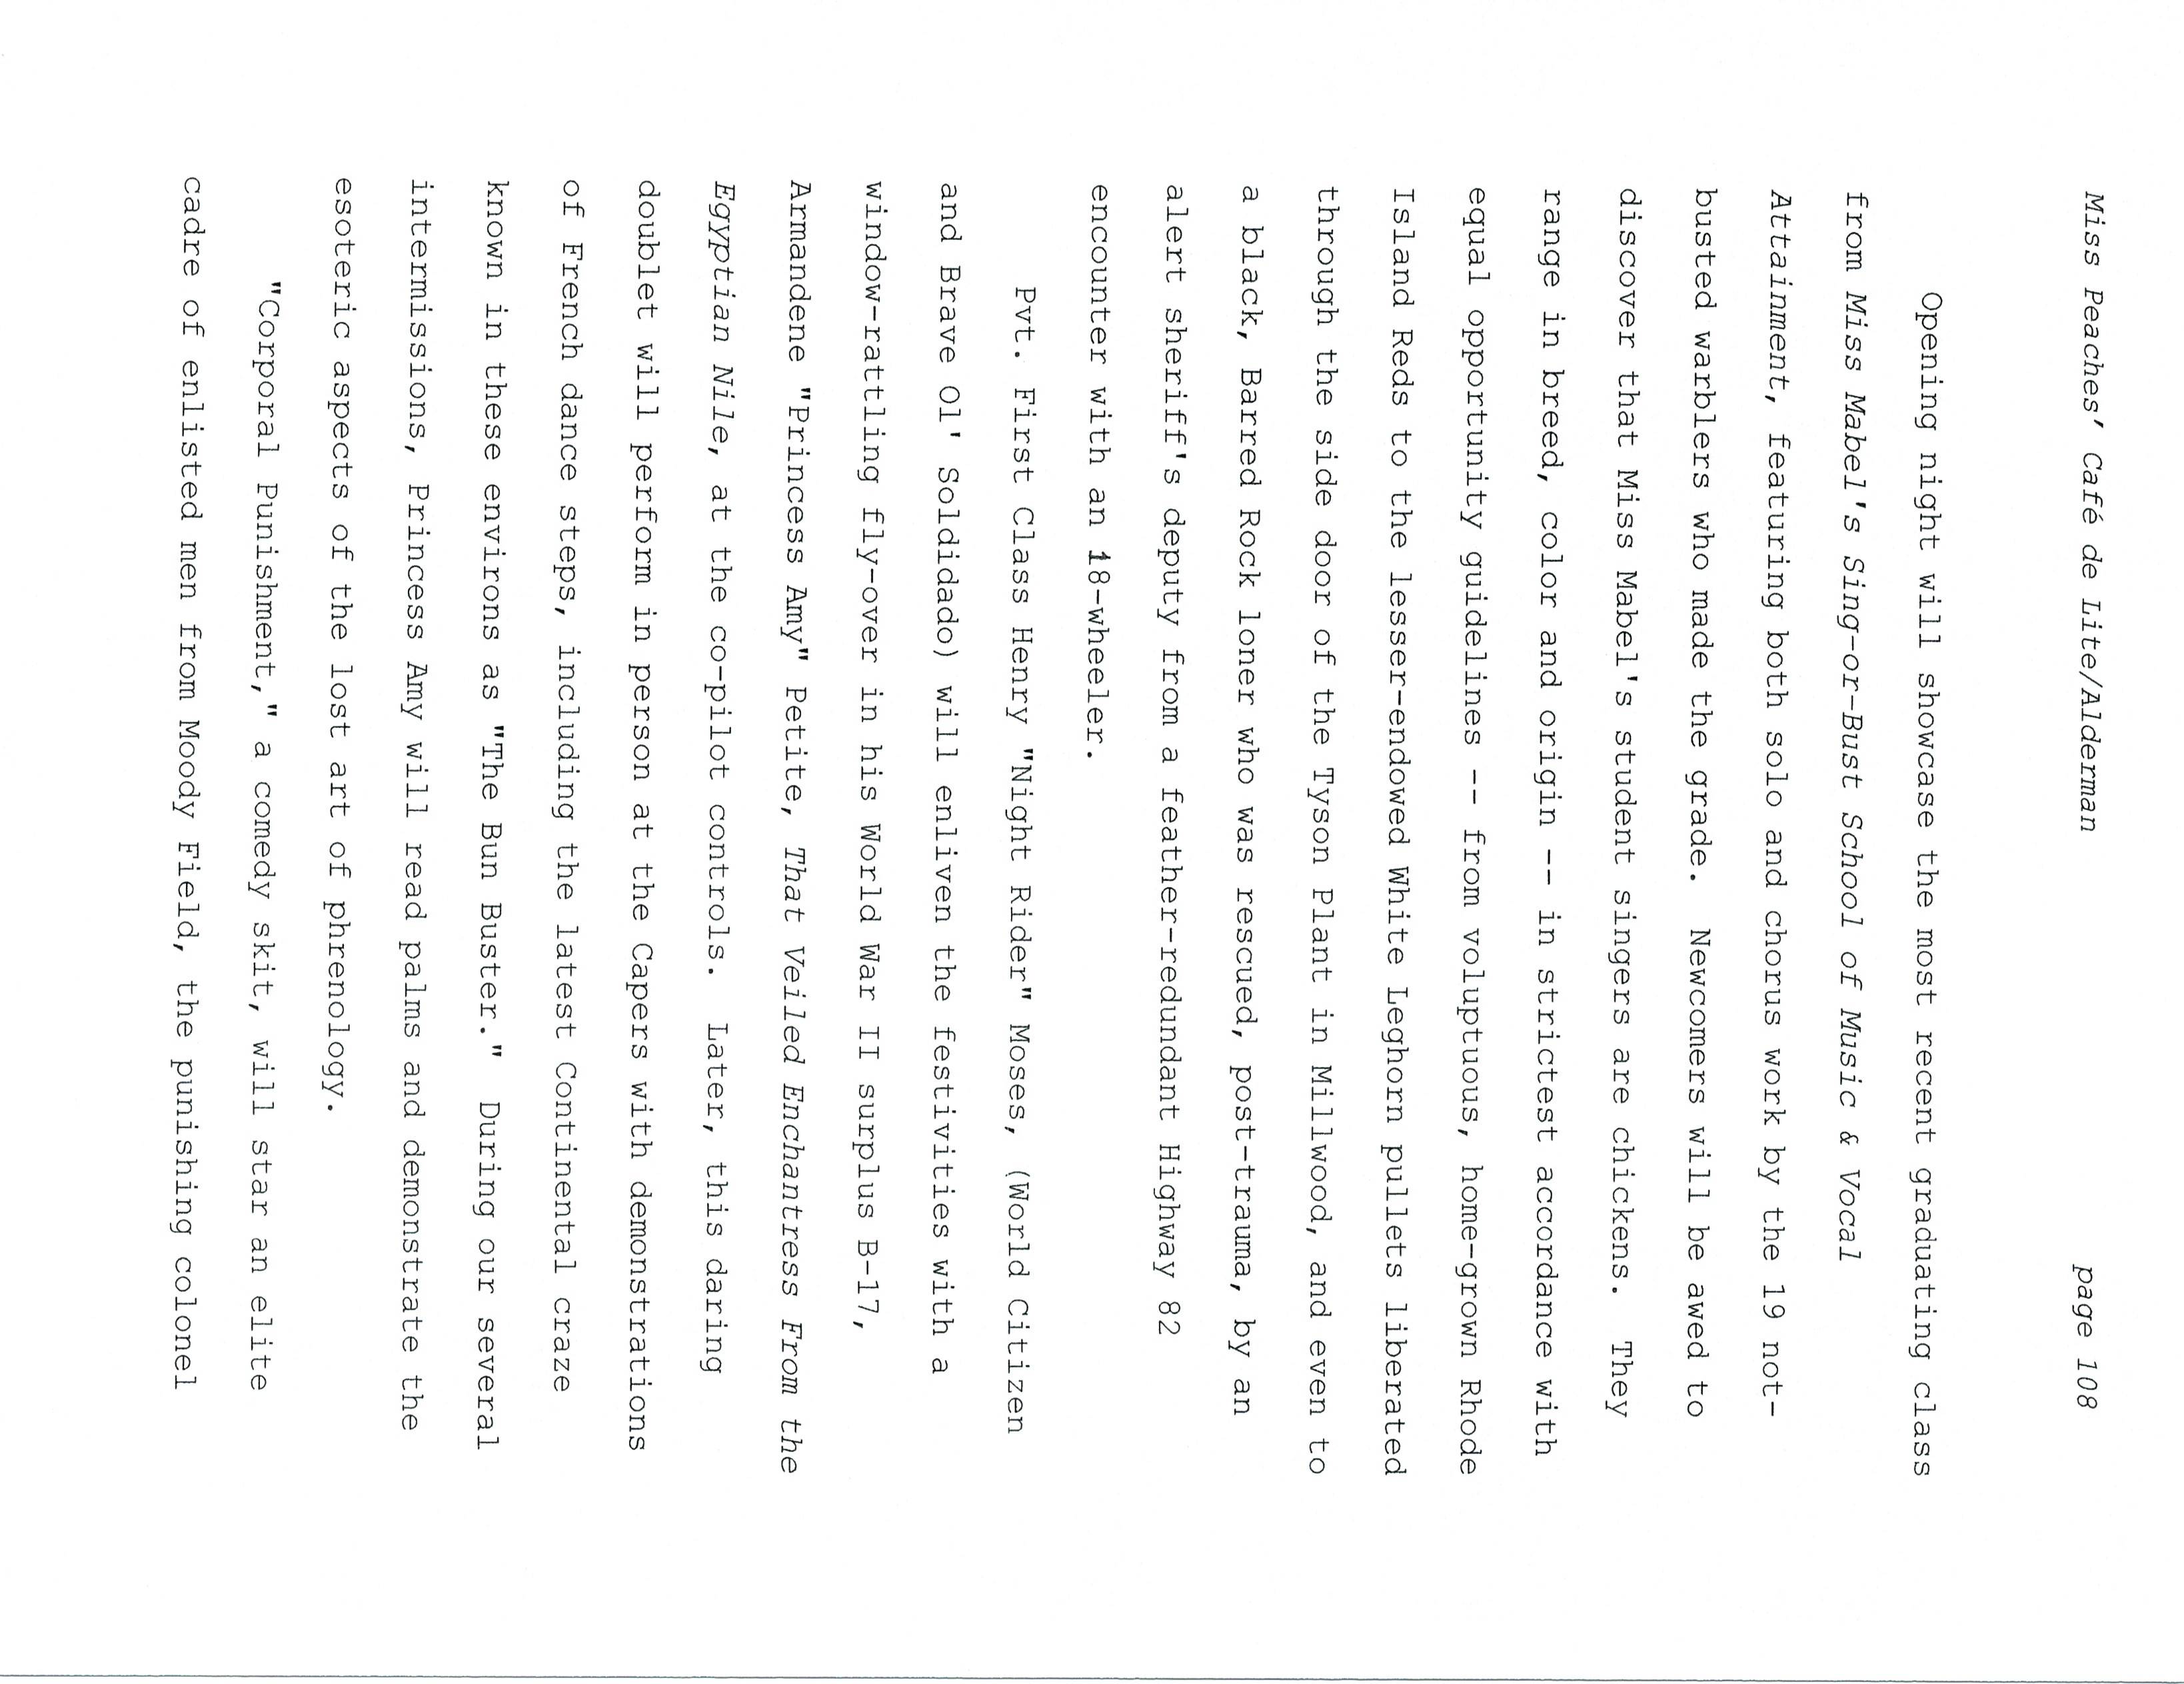 Miss Peaches’ Café de Lite/Alderman page 108
Opening night will showcase the most recent graduating class
from Miss Mabel's Sing-or-Bust School of Music & Vocal
Attainment, featuring both solo and chorus work by the 19 not-
busted warblers who made the grade.  Newcomers will be awed to
discover that Miss Mabel's student singers are chickens.  They
range in breed, color and origin -- in strictest accordance with
equal opportunity guidelines -- from voluptuous, home-grown Rhode
Island Reds to the lesser-endowed White Leghorn pullets liberated
through the side door of the Tyson Plant in Millwood, and even to
a black, Barred Rock loner who was rescued, post-trauma, by an
alert sheriff's deputy from a feather-redundant Highway 82
encounter with an 18-wheeler.
Pvt. First Class Henry "Night Rider" Moses, (World Citizen
and Brave Ol' Soldidado) will enliven the festivities with a
window-rattling fly-over in his World War II surplus B-17,
Armandene "Princess Amy" Petite, That Veiled Enchantress From the
Egyptian Nile, at the co-pilot controls.  Later, this daring
doublet will perform in person at the Capers with demonstrations
of French dance steps, including the latest Continental craze
known in these environs as "The Bun Buster."  During our several
intermissions, Princess Amy will read palms and demonstrate the
esoteric aspects of the lost art of phrenology.
"Corporal Punishment," a comedy skit, will star an elite
cadre of enlisted men from Moody Field, the punishing colonel